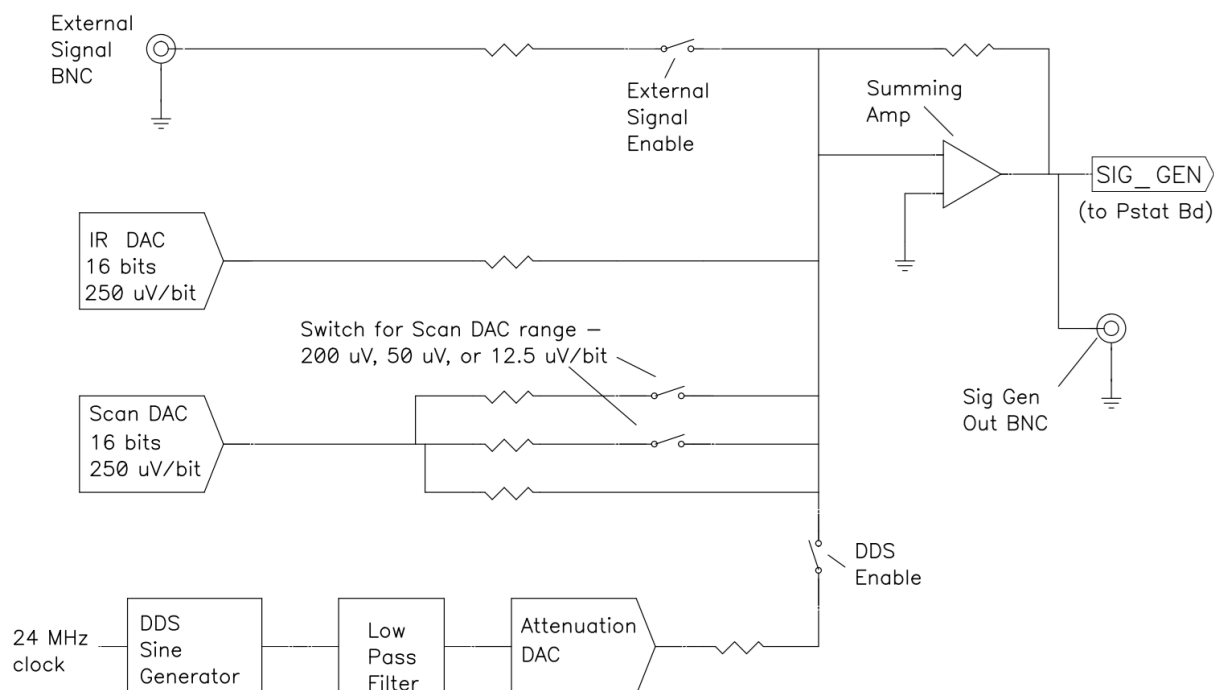 External
Signal
BNC
External
Signal
Enable
Summing
Amp
SIG_GEN
(to Pstat Bd)
IR DAC
16 bits
250 uV/bit
Switch for Scan DAC range –
200 uV, 50 uV, or 12.5 uV/bit
Sig Gen
Out BNC
Scan DAC
16 bits
250 uV/bit
DDS
Enable
24 MHz
clock
DDS
Sine
Generator
Low
Pass
Filter
Attenuation
DAC